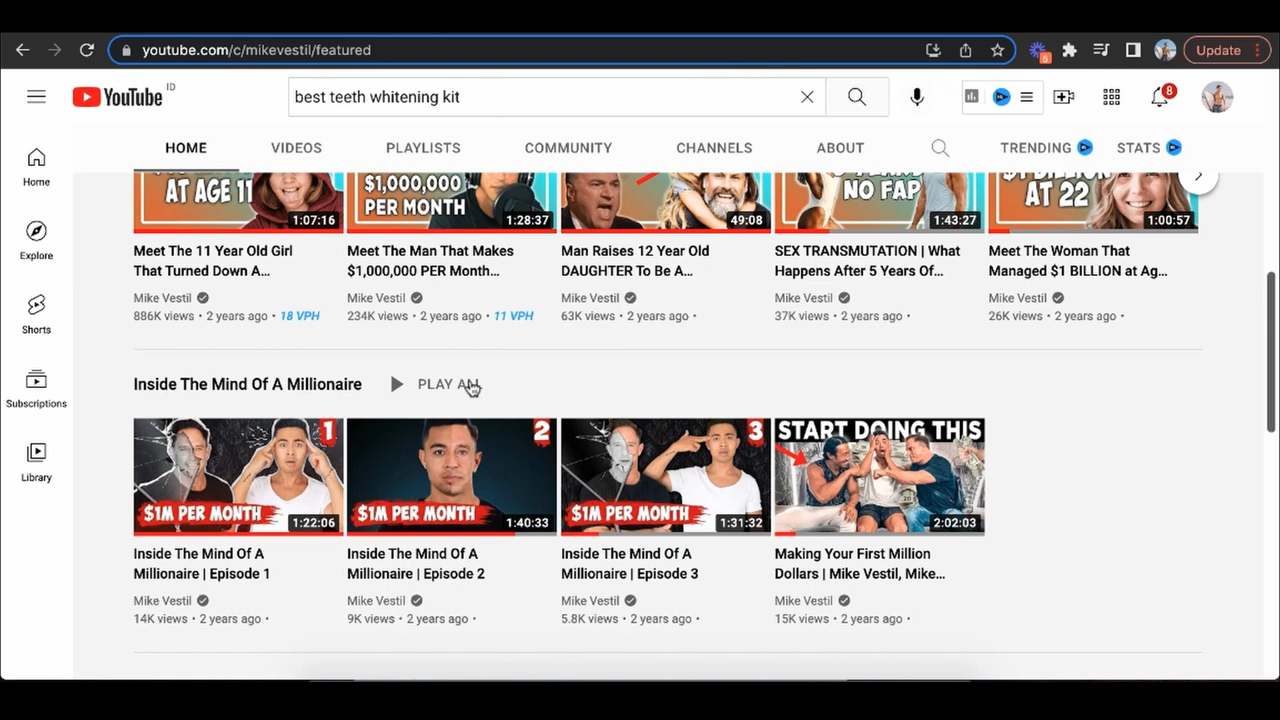 youtube.com/c/mikevestil/featured
5
Update
YouTube ID
best teeth whitening kit
8
HOME
VIDEOS
PLAYLISTS
COMMUNITY
CHANNELS
ABOUT
TRENDING
STATS
Home
Explore
Shorts
Subscriptions
Library
AT AGE 11
1:07:16
$1,000,000
PER MONTH
1:28:37
49:08
NO FAP
1:43:27
AT 22
1:00:57
Meet The 11 Year Old Girl
That Turned Down A...
Mike Vestil
886K views • 2 years ago • 18 VPH
Meet The Man That Makes
$1,000,000 PER Month...
Mike Vestil
234K views • 2 years ago • 11 VPH
Man Raises 12 Year Old
DAUGHTER To Be A...
Mike Vestil
63K views • 2 years ago •
SEX TRANSMUTATION | What
Happens After 5 Years Of...
Mike Vestil
37K views • 2 years ago •
Meet The Woman That
Managed $1 BILLION at Ag...
Mike Vestil
26K views • 2 years ago •
Inside The Mind Of A Millionaire
PLAY ALL
1
$1M PER MONTH
1:22:06
2
$1M PER MONTH
1:40:33
3
$1M PER MONTH
1:31:32
START DOING THIS
2:02:03
Inside The Mind Of A
Millionaire | Episode 1
Mike Vestil
14K views • 2 years ago •
Inside The Mind Of A
Millionaire | Episode 2
Mike Vestil
9K views • 2 years ago •
Inside The Mind Of A
Millionaire | Episode 3
Mike Vestil
5.8K views • 2 years ago •
Making Your First Million
Dollars | Mike Vestil, Mike...
Mike Vestil
15K views • 2 years ago •